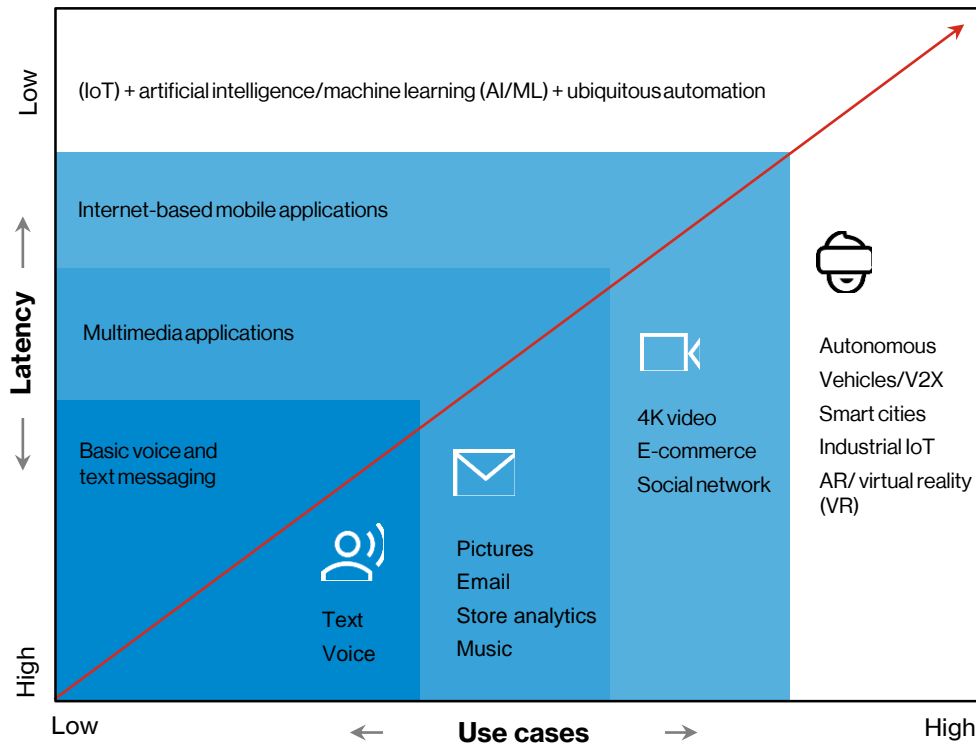 Low
(IoT) + artificial intelligence/machine learning (AI/ML) + ubiquitous automation
Internet-based mobile applications
Multimedia applications
Basic voice and
text messaging
Latency
High
Text
Voice
Pictures
Email
Store analytics
Music
4K video
E-commerce
Social network
Autonomous
Vehicles/V2X
Smart cities
Industrial IoT
AR/ virtual reality
(VR)
Low
Use cases
High